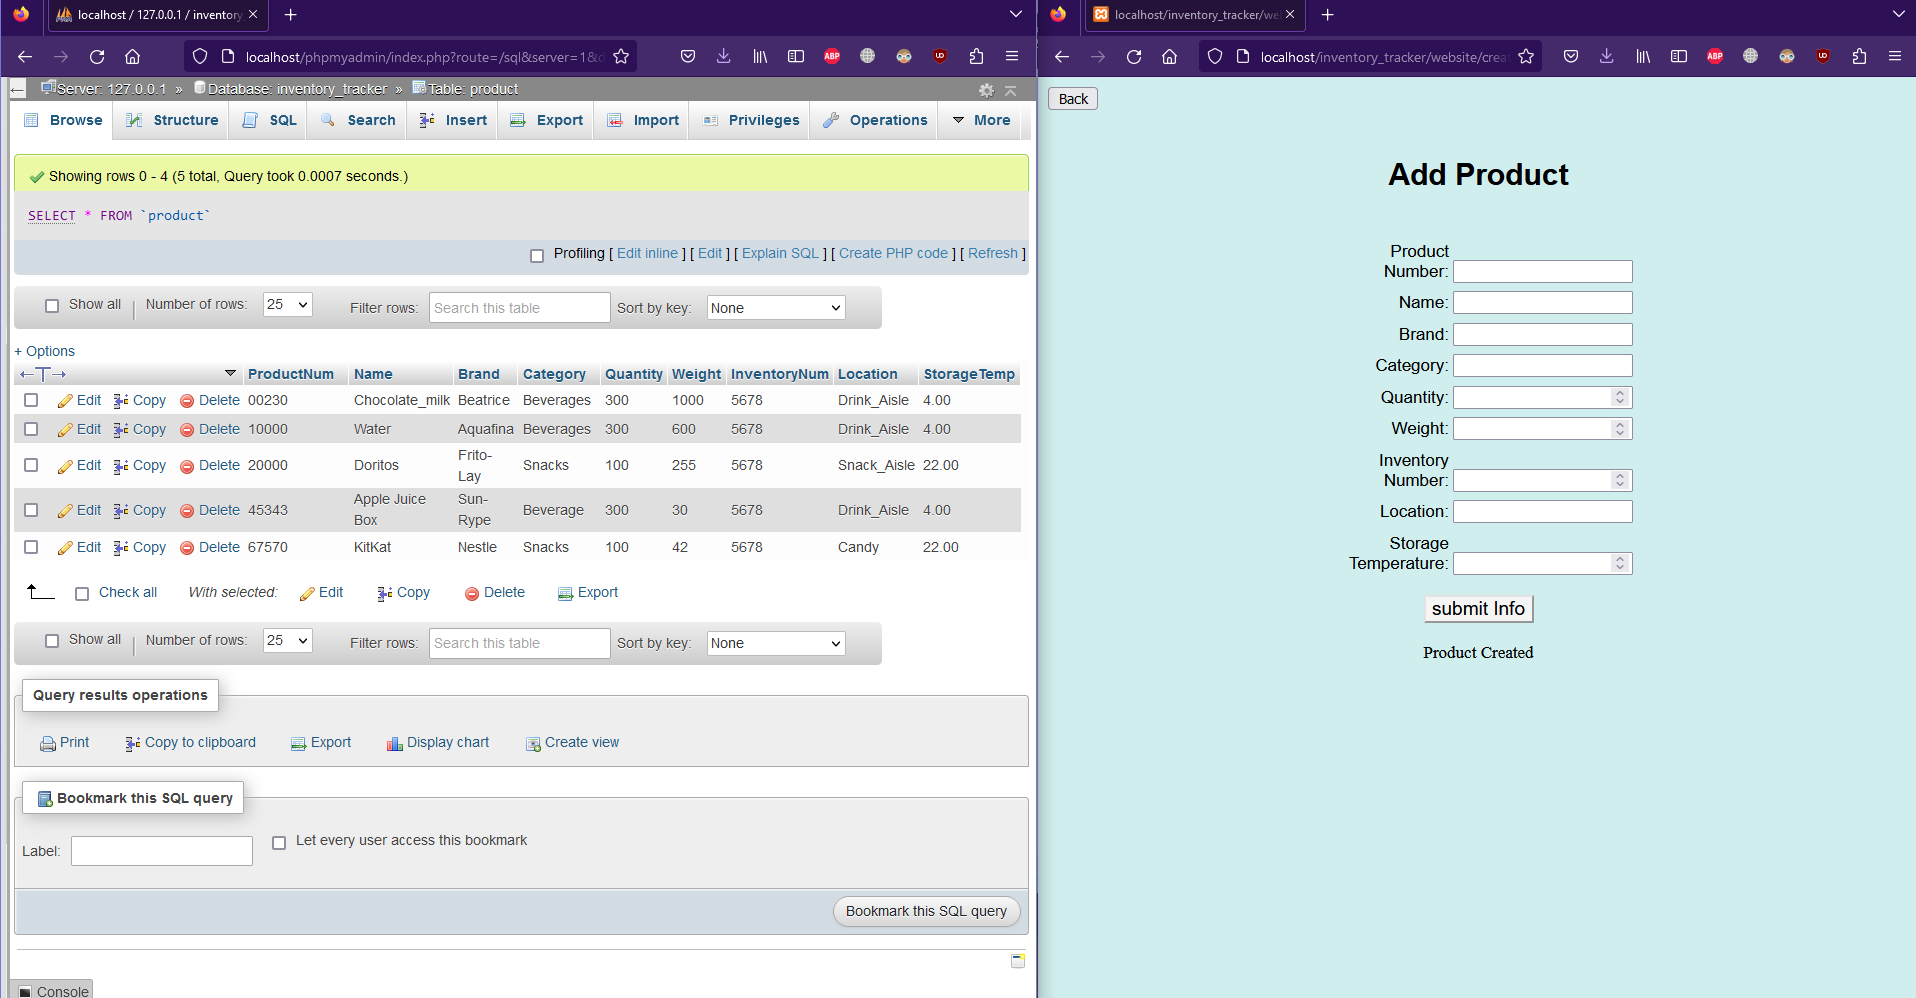 localhost / 127.0.0.1 / inventory
localhost/phpmyadmin/index.php?route=/sql&server=1&
ABP
UD
Server: 127.0.0.1 » Database: inventory_tracker » Table: product
Browse Structure SQL Search Insert Export Import Privileges Operations More
Showing rows 0 - 4 (5 total, Query took 0.0007 seconds.)
SELECT * FROM `product`
Profiling [ Edit inline ] [ Edit ] [ Explain SQL ] [ Create PHP code ] [ Refresh ]
Show all Number of rows: 25 Filter rows: Search this table Sort by key: None
+ Options
ProductNum Name Brand Category Quantity Weight InventoryNum Location StorageTemp
Edit Copy Delete 00230 Chocolate_milk Beatrice Beverages 300 1000 5678 Drink_Aisle 4.00
Edit Copy Delete 10000 Water Aquafina Beverages 300 600 5678 Drink_Aisle 4.00
Edit Copy Delete 20000 Doritos Frito-Lay Snacks 100 255 5678 Snack_Aisle 22.00
Edit Copy Delete 45343 Apple Juice Box Sun-Rype Beverage 300 30 5678 Drink_Aisle 4.00
Edit Copy Delete 67570 KitKat Nestle Snacks 100 42 5678 Candy 22.00
Check all With selected: Edit Copy Delete Export
Show all Number of rows: 25 Filter rows: Search this table Sort by key: None
Query results operations
Print Copy to clipboard Export Display chart Create view
Bookmark this SQL query
Label: Let every user access this bookmark
Bookmark this SQL query
Console
localhost/inventory_tracker/we
localhost/inventory_tracker/website/crea
ABP
UD
Back
Add Product
Product
Number:
Name:
Brand:
Category:
Quantity:
Weight:
Inventory
Number:
Location:
Storage
Temperature:
submit Info
Product Created